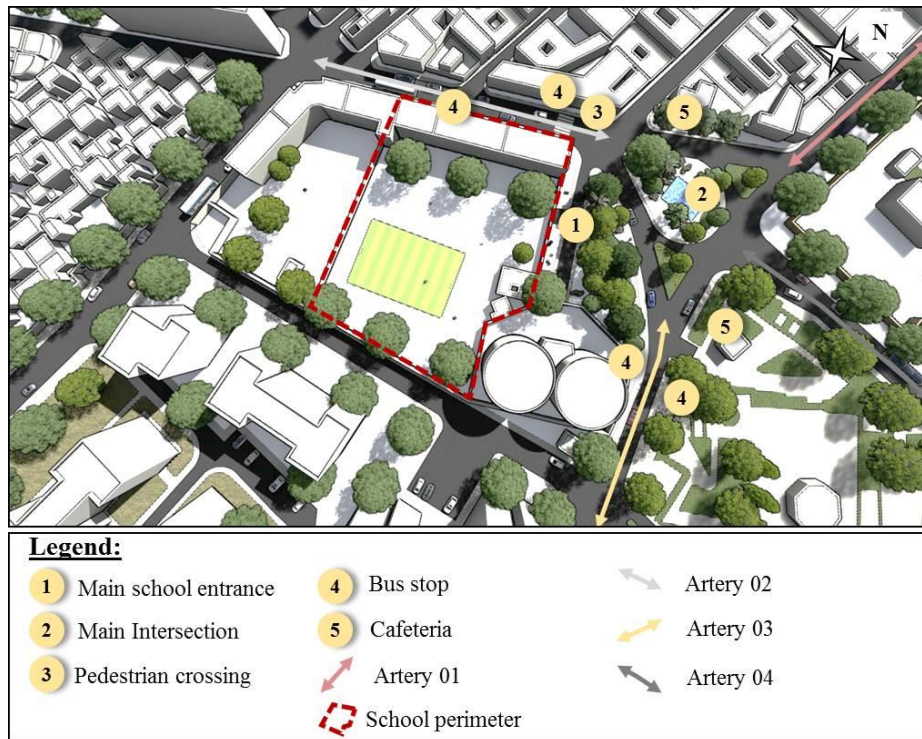 N
4
4
3
5
2
1
5
4
4
Legend:
1 Main school entrance
2 Main Intersection
3 Pedestrian crossing
4 Bus stop
5 Cafeteria
Artery 01
School perimeter
Artery 02
Artery 03
Artery 04